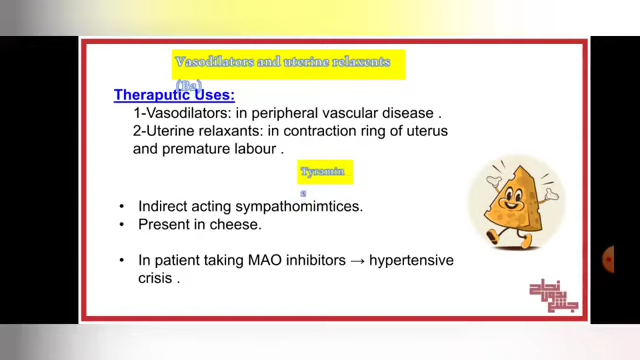 Vasodilators and uterine relaxents
(B2)
Theraputic Uses:
1-Vasodilators: in peripheral vascular disease .
2-Uterine relaxants: in contraction ring of uterus
and premature labour .
Tyramin
e
• Indirect acting sympathomimtices.
• Present in cheese.
• In patient taking MAO inhibitors → hypertensive
crisis .